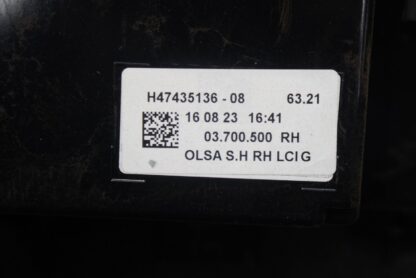 H47435136 - 08 63.21
16 08 23 16:41
03.700.500 RH
OLSA S.H RH LCI G